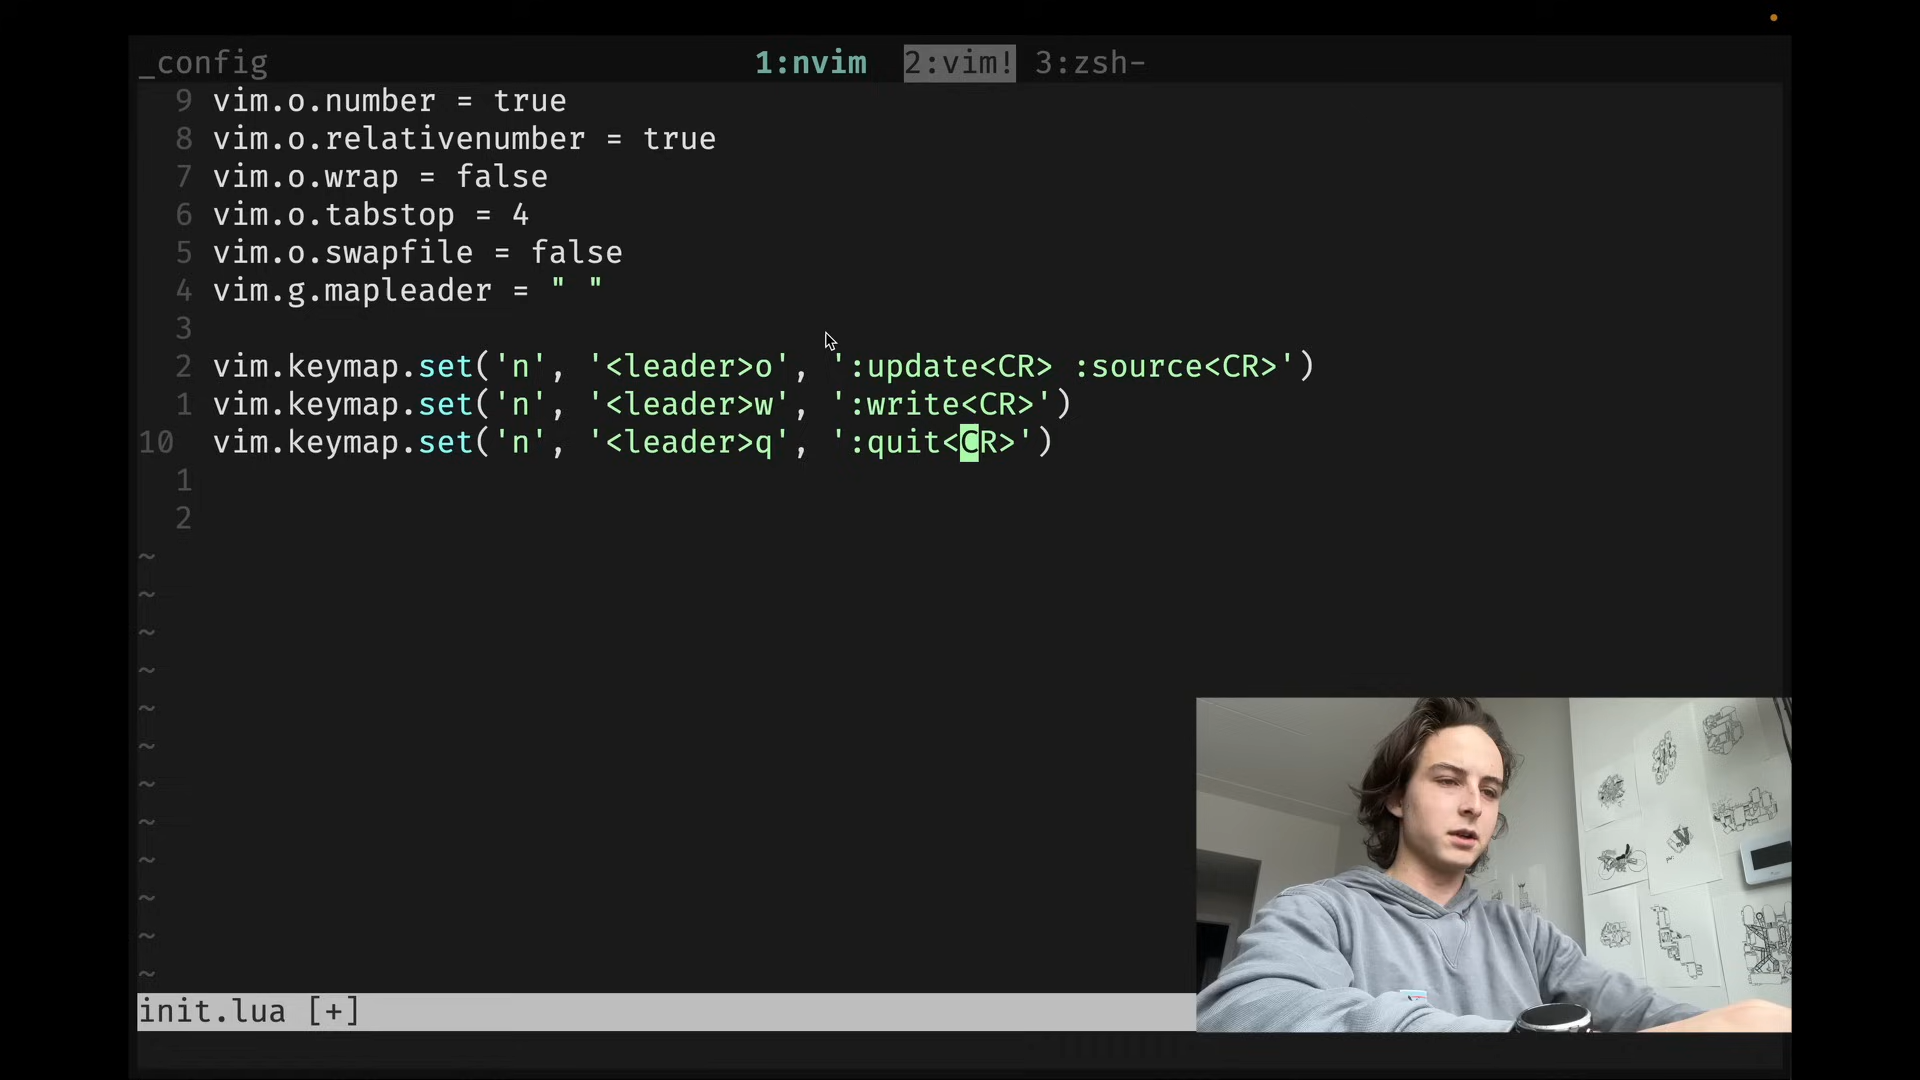 _config 1:nvim 2:vim! 3:zsh-
9 vim.o.number = true
8 vim.o.relativenumber = true
7 vim.o.wrap = false
6 vim.o.tabstop = 4
5 vim.o.swapfile = false
4 vim.g.mapleader = " "
3
2 vim.keymap.set('n', '<leader>o', ':update<CR> :source<CR>')
1 vim.keymap.set('n', '<leader>w', ':write<CR>')
10 vim.keymap.set('n', '<leader>q', ':quit<CR>')
1
2
~
~
~
~
~
~
~
~
~
~
~
~
init.lua [+]